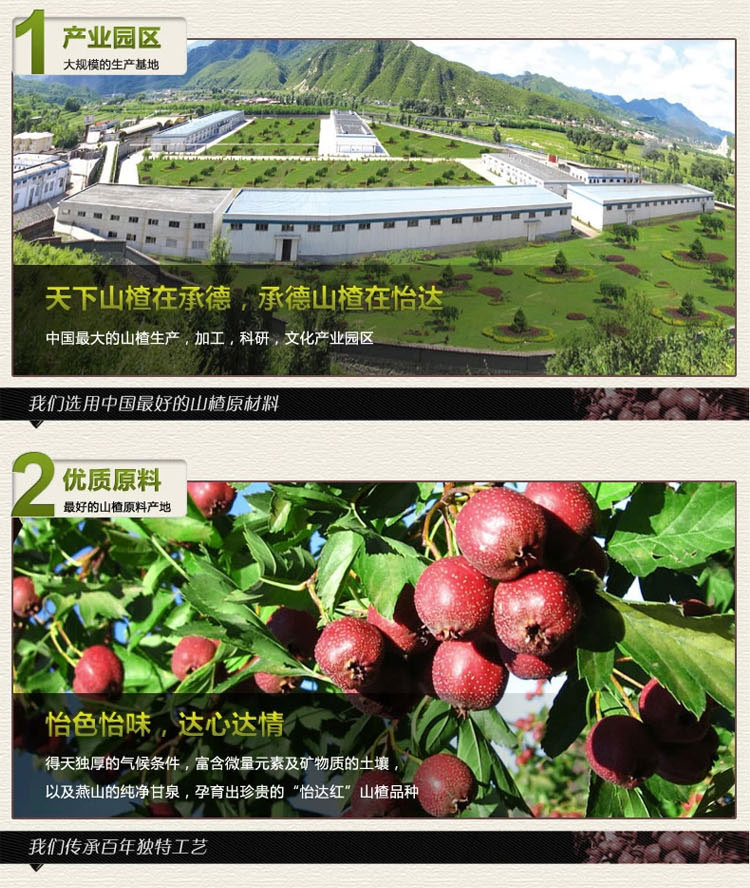 1 产业园区
大规模的生产基地
天下山楂在承德，承德山楂在怡达
中国最大的山楂生产，加工，科研，文化产业园区
我们选用中国最好的山楂原材料
2 优质原料
最好的山楂原料产地
怡色怡味，达心达情
得天独厚的气候条件，富含微量元及矿物质的土壤，
以及燕山的纯净甘泉，孕育出珍贵的“怡达红”山楂品种
我们传承百年独特工艺